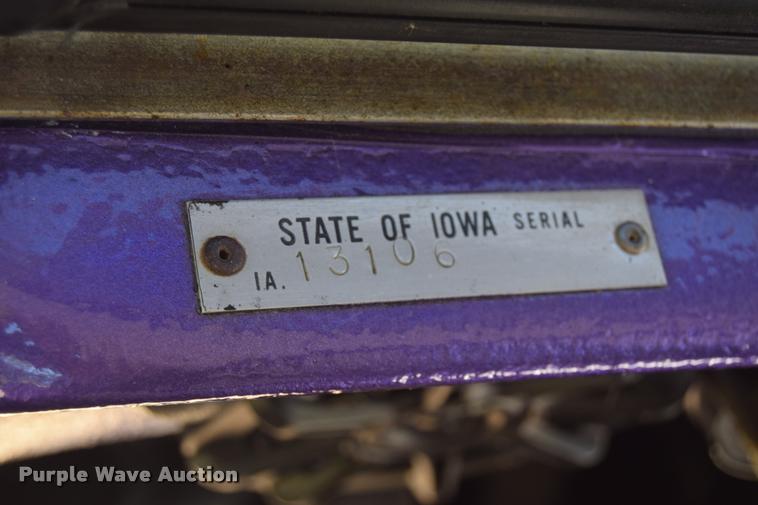 STATE OF IOWA SERIAL
IA. 13106
Purple Wave Auction